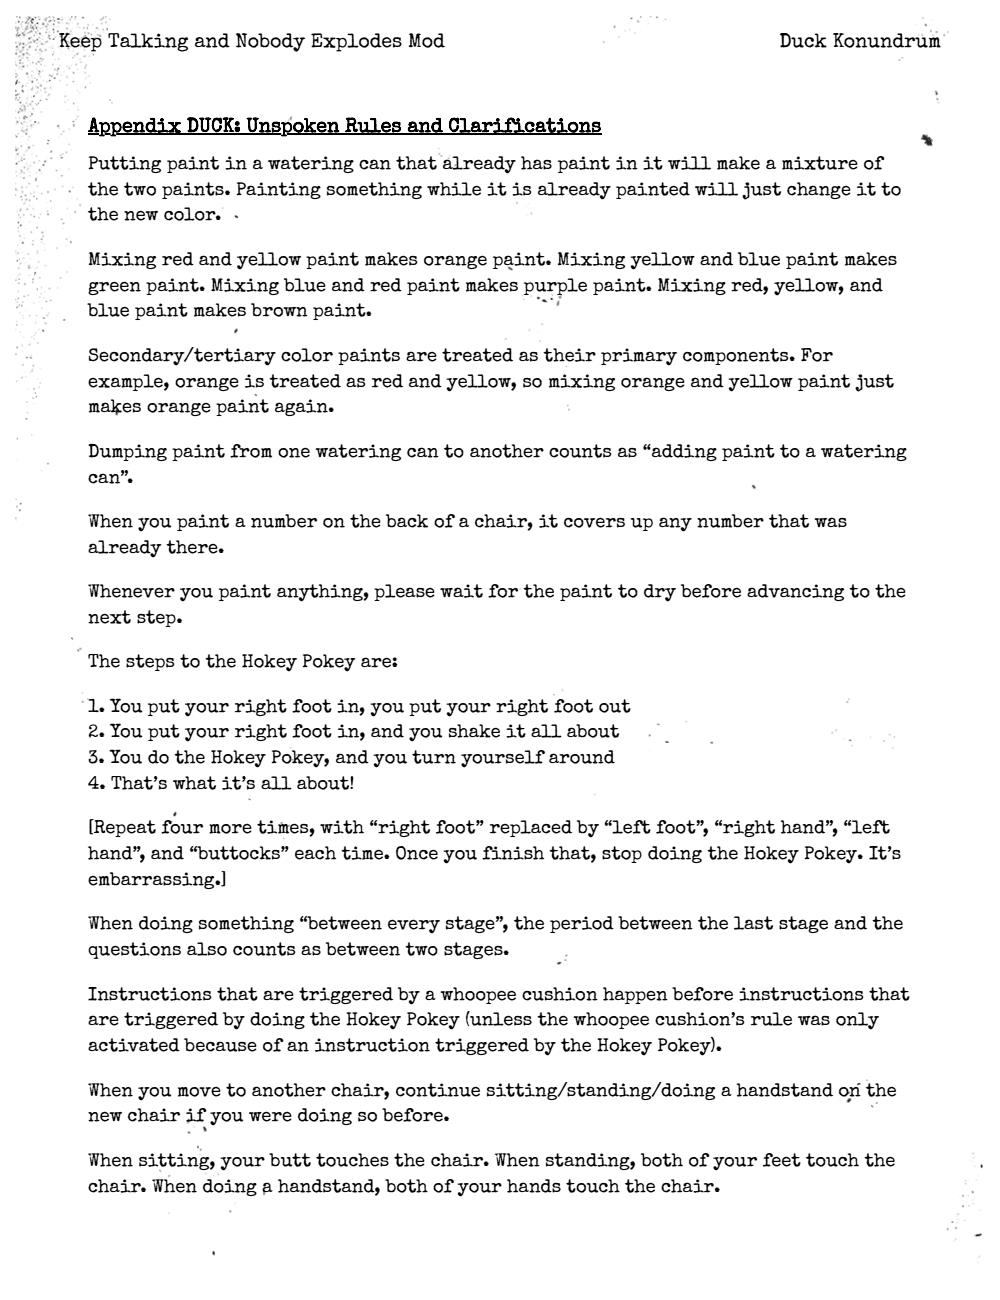 Keep Talking and Nobody Explodes Mod
Duck Konundrum
Appendix DUCK: Unspoken Rules and Clarifications
Putting paint in a watering can that already has paint in it will make a mixture of
the two paints. Painting something while it is already painted will just change it to
the new color.
Mixing red and yellow paint makes orange paint. Mixing yellow and blue paint makes
green paint. Mixing blue and red paint makes purple paint. Mixing red, yellow, and
blue paint makes brown paint.
Secondary/tertiary color paints are treated as their primary components. For
example, orange is treated as red and yellow, so mixing orange and yellow paint just
makes orange paint again.
Dumping paint from one watering can to another counts as “adding paint to a watering
can”.
When you paint a number on the back of a chair, it covers up any number that was
already there.
Whenever you paint anything, please wait for the paint to dry before advancing to the
next step.
The steps to the Hokey Pokey are:
1. You put your right foot in, you put your right foot out
2. You put your right foot in, and you shake it all about
3. You do the Hokey Pokey, and you turn yourself around
4. That’s what it’s all about!
[Repeat four more times, with “right foot” replaced by “left foot”, “right hand”, “left
hand”, and “buttocks” each time. Once you finish that, stop doing the Hokey Pokey. It’s
embarrassing.]
When doing something “between every stage”, the period between the last stage and the
questions also counts as between two stages.
Instructions that are triggered by a whoopee cushion happen before instructions that
are triggered by doing the Hokey Pokey (unless the whoopee cushion’s rule was only
activated because of an instruction triggered by the Hokey Pokey).
When you move to another chair, continue sitting/standing/doing a handstand on the
new chair if you were doing so before.
When sitting, your butt touches the chair. When standing, both of your feet touch the
chair. When doing a handstand, both of your hands touch the chair.